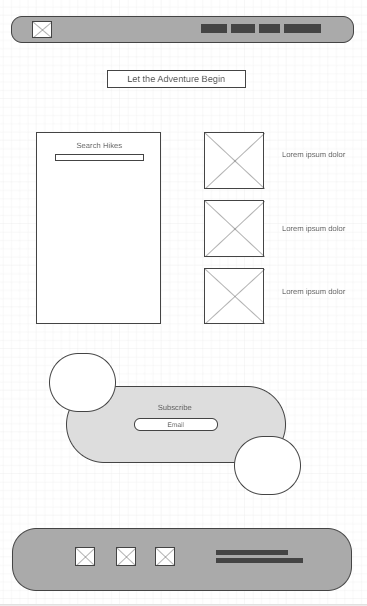 Let the Adventure Begin
Search Hikes
Lorem ipsum dolor
Lorem ipsum dolor
Lorem ipsum dolor
Subscribe
Email